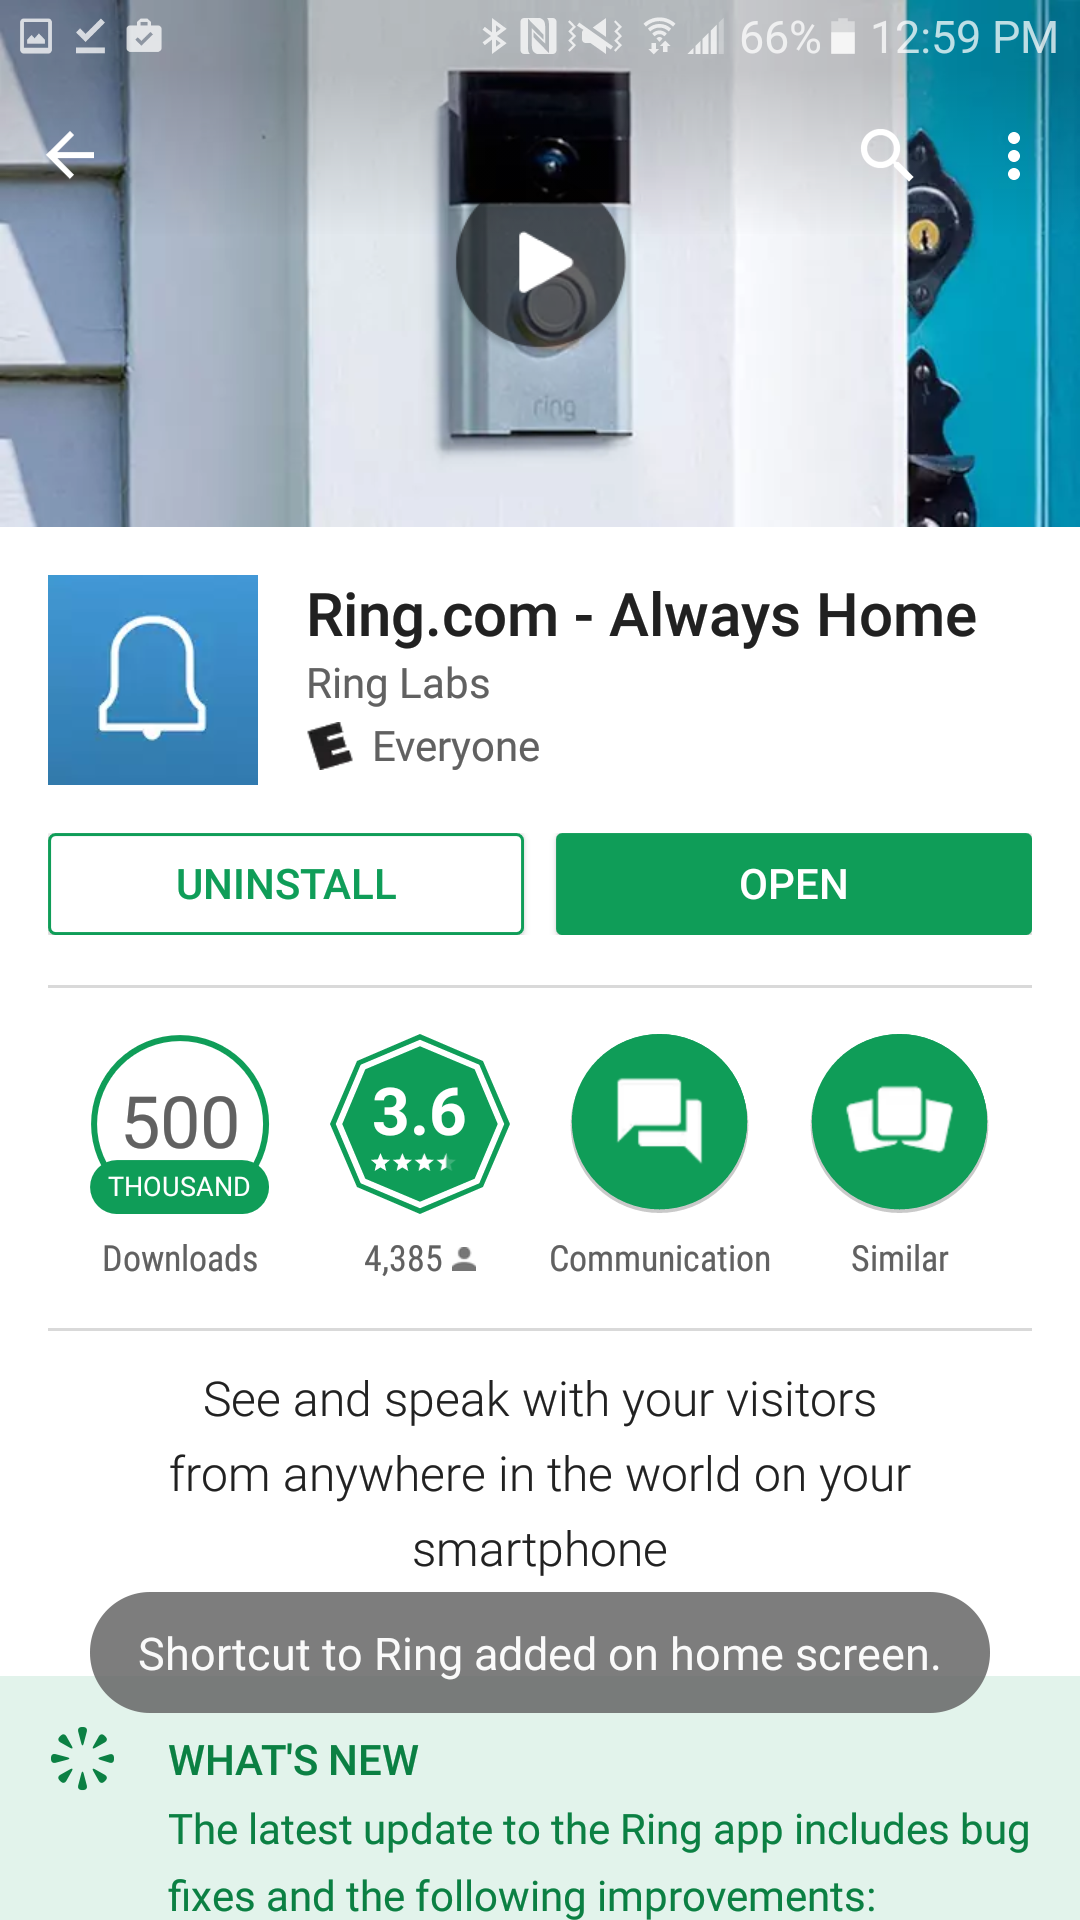 66% 12:59 PM
ring
Ring.com - Always Home
Ring Labs
E Everyone
UNINSTALL OPEN
500 3.6
THOUSAND
Downloads 4,385 Communication Similar
See and speak with your visitors
from anywhere in the world on your
smartphone
Shortcut to Ring added on home screen.
WHAT'S NEW
The latest update to the Ring app includes bug
fixes and the following improvements: